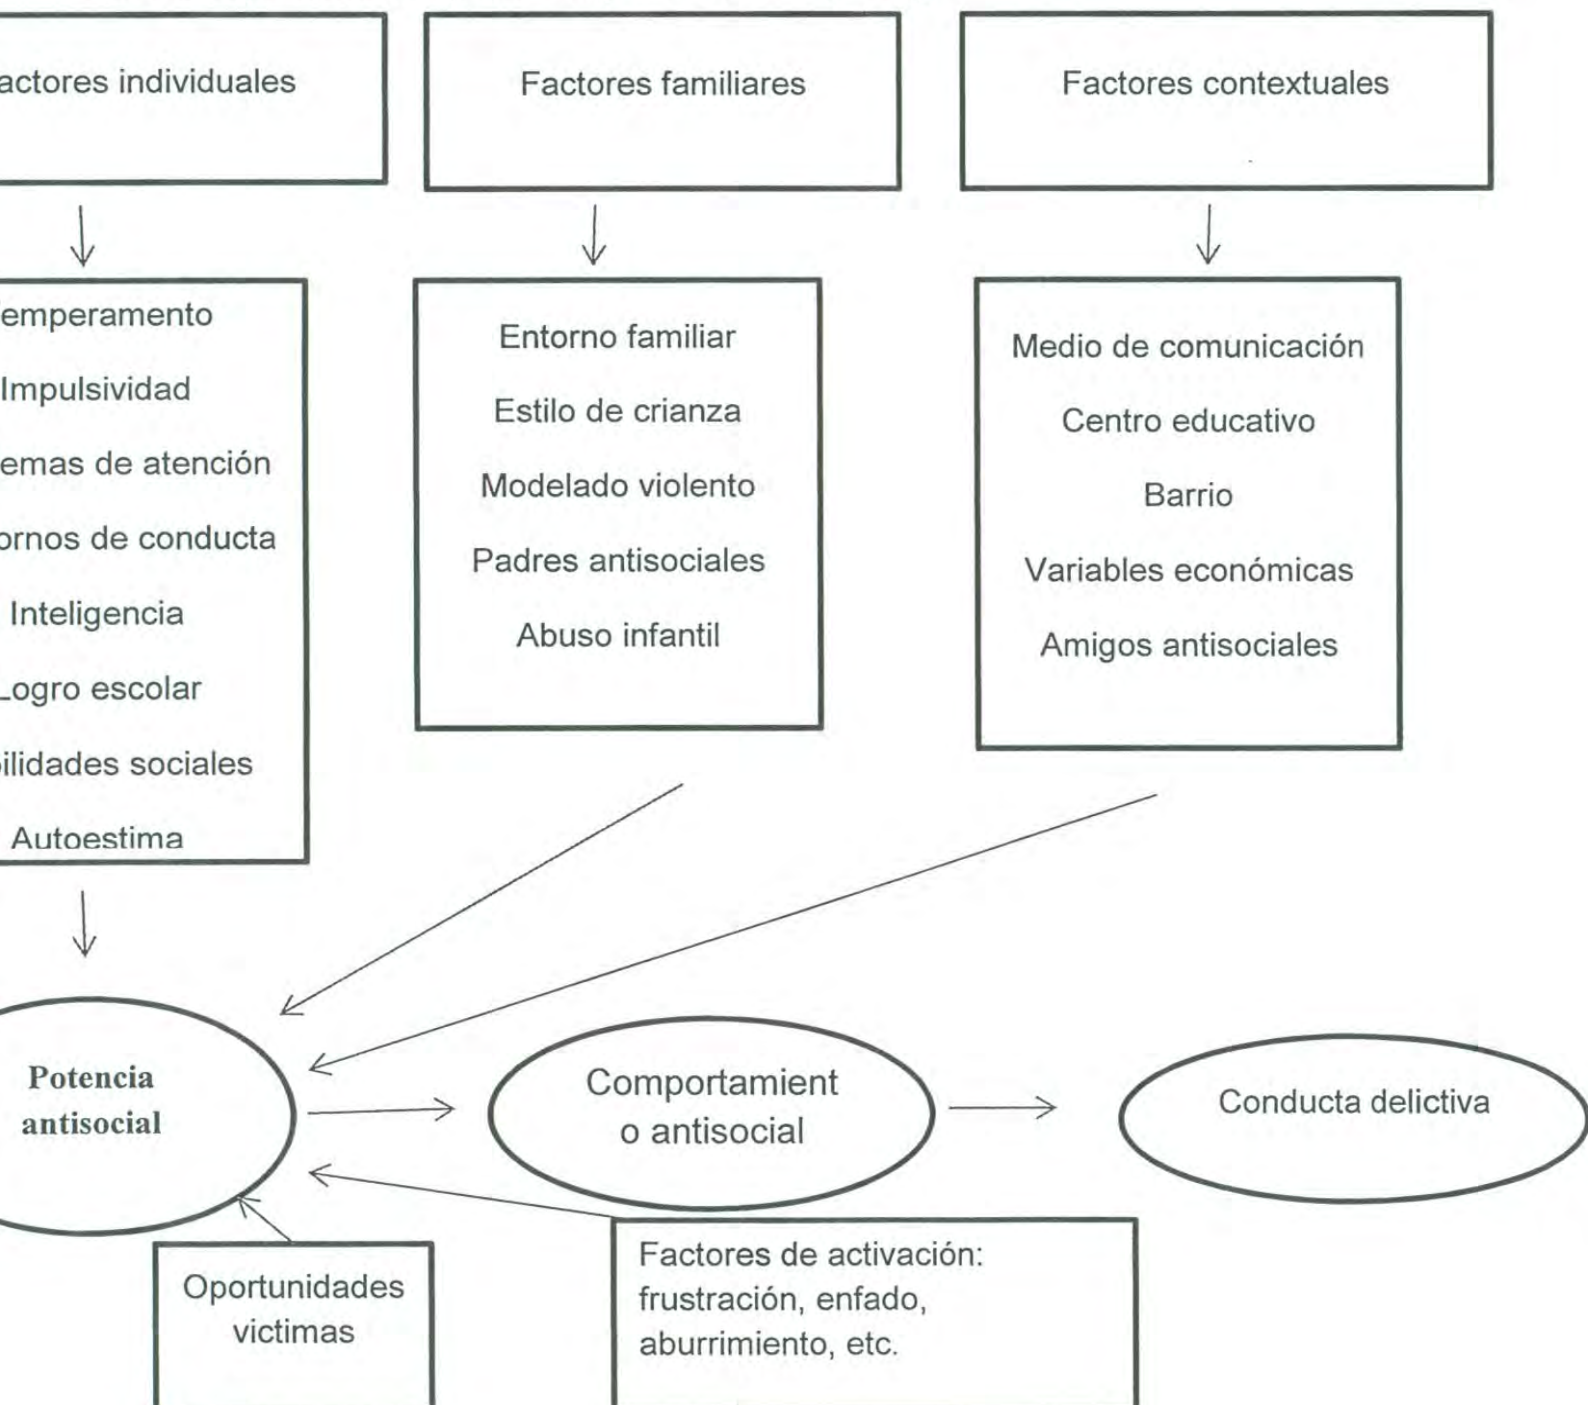 actores individuales
Factores familiares
Factores contextuales
emperamento
Impulsividad
emas de atención
ornos de conducta
Inteligencia
Logro escolar
ilidades sociales
Autoestima
Entorno familiar
Estilo de crianza
Modelado violento
Padres antisociales
Abuso infantil
Medio de comunicación
Centro educativo
Barrio
Variables económicas
Amigos antisociales
Potencia
antisocial
Comportamient
o antisocial
Conducta delictiva
Oportunidades
victimas
Factores de activación:
frustración, enfado,
aburrimiento, etc.